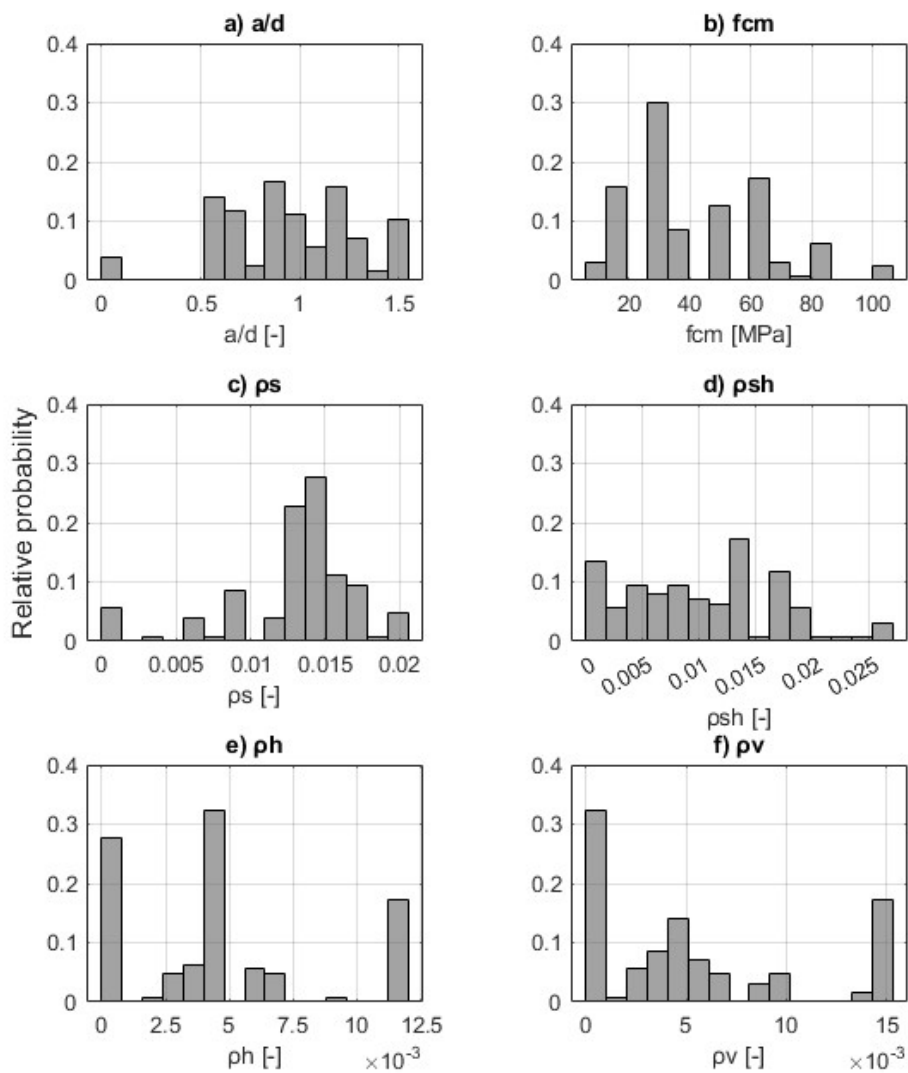 a) a/d
0.4
0.3
0.2
0.1
0
0 0.5 1 1.5
a/d [-]
b) fcm
0.4
0.3
0.2
0.1
0
20 40 60 80 100
fcm [MPa]
Relative probability
c) ρs
0.4
0.3
0.2
0.1
0
0 0.005 0.01 0.015 0.02
ρs [-]
d) ρsh
0.4
0.3
0.2
0.1
0
0 0.005 0.01 0.015 0.02 0.025
ρsh [-]
e) ρh
0.4
0.3
0.2
0.1
0
0 2.5 5 7.5 10 12.5
ρh [-]
×10⁻³
f) ρv
0.4
0.3
0.2
0.1
0
0 5 10 15
ρv [-]
×10⁻³